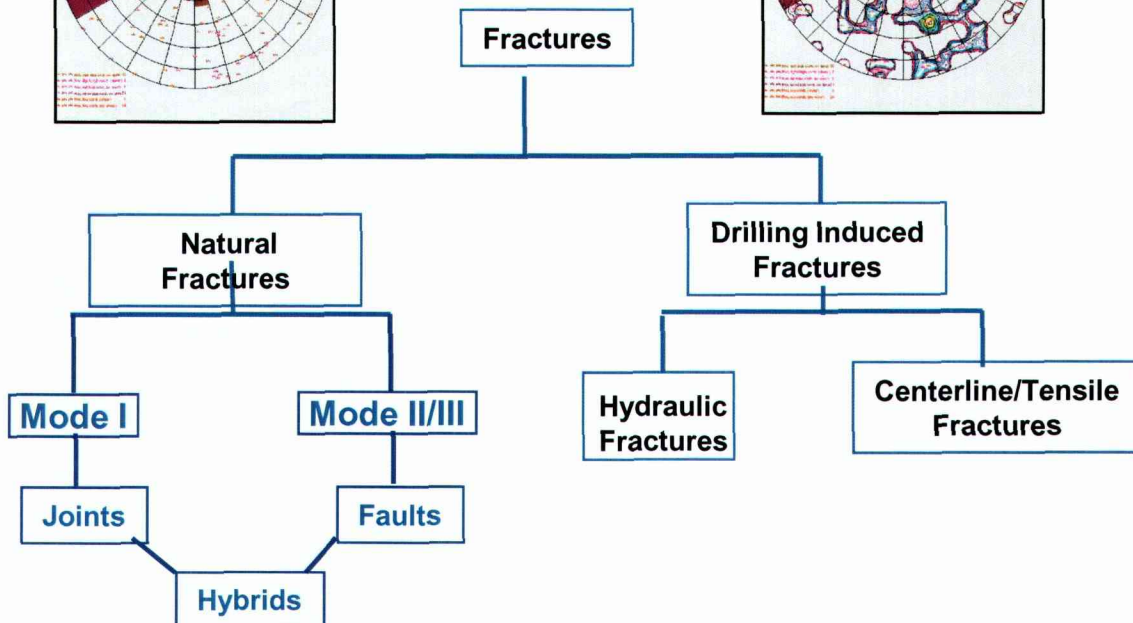 Fractures
Natural
Fractures
Drilling Induced
Fractures
Mode I
Mode II/III
Hydraulic
Fractures
Centerline/Tensile
Fractures
Joints
Faults
Hybrids